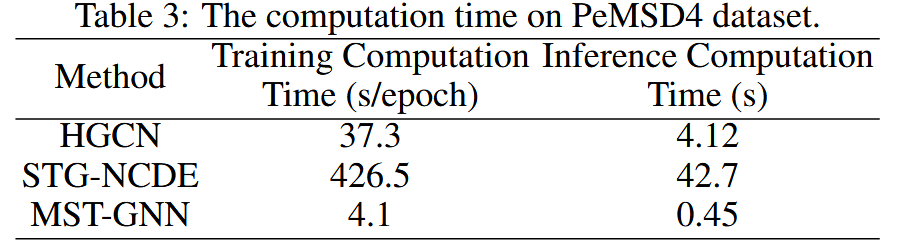 Table 3: The computation time on PeMSD4 dataset.
Method Training Computation Time (s/epoch) Inference Computation Time (s)
HGCN 37.3 4.12
STG-NCDE 426.5 42.7
MST-GNN 4.1 0.45